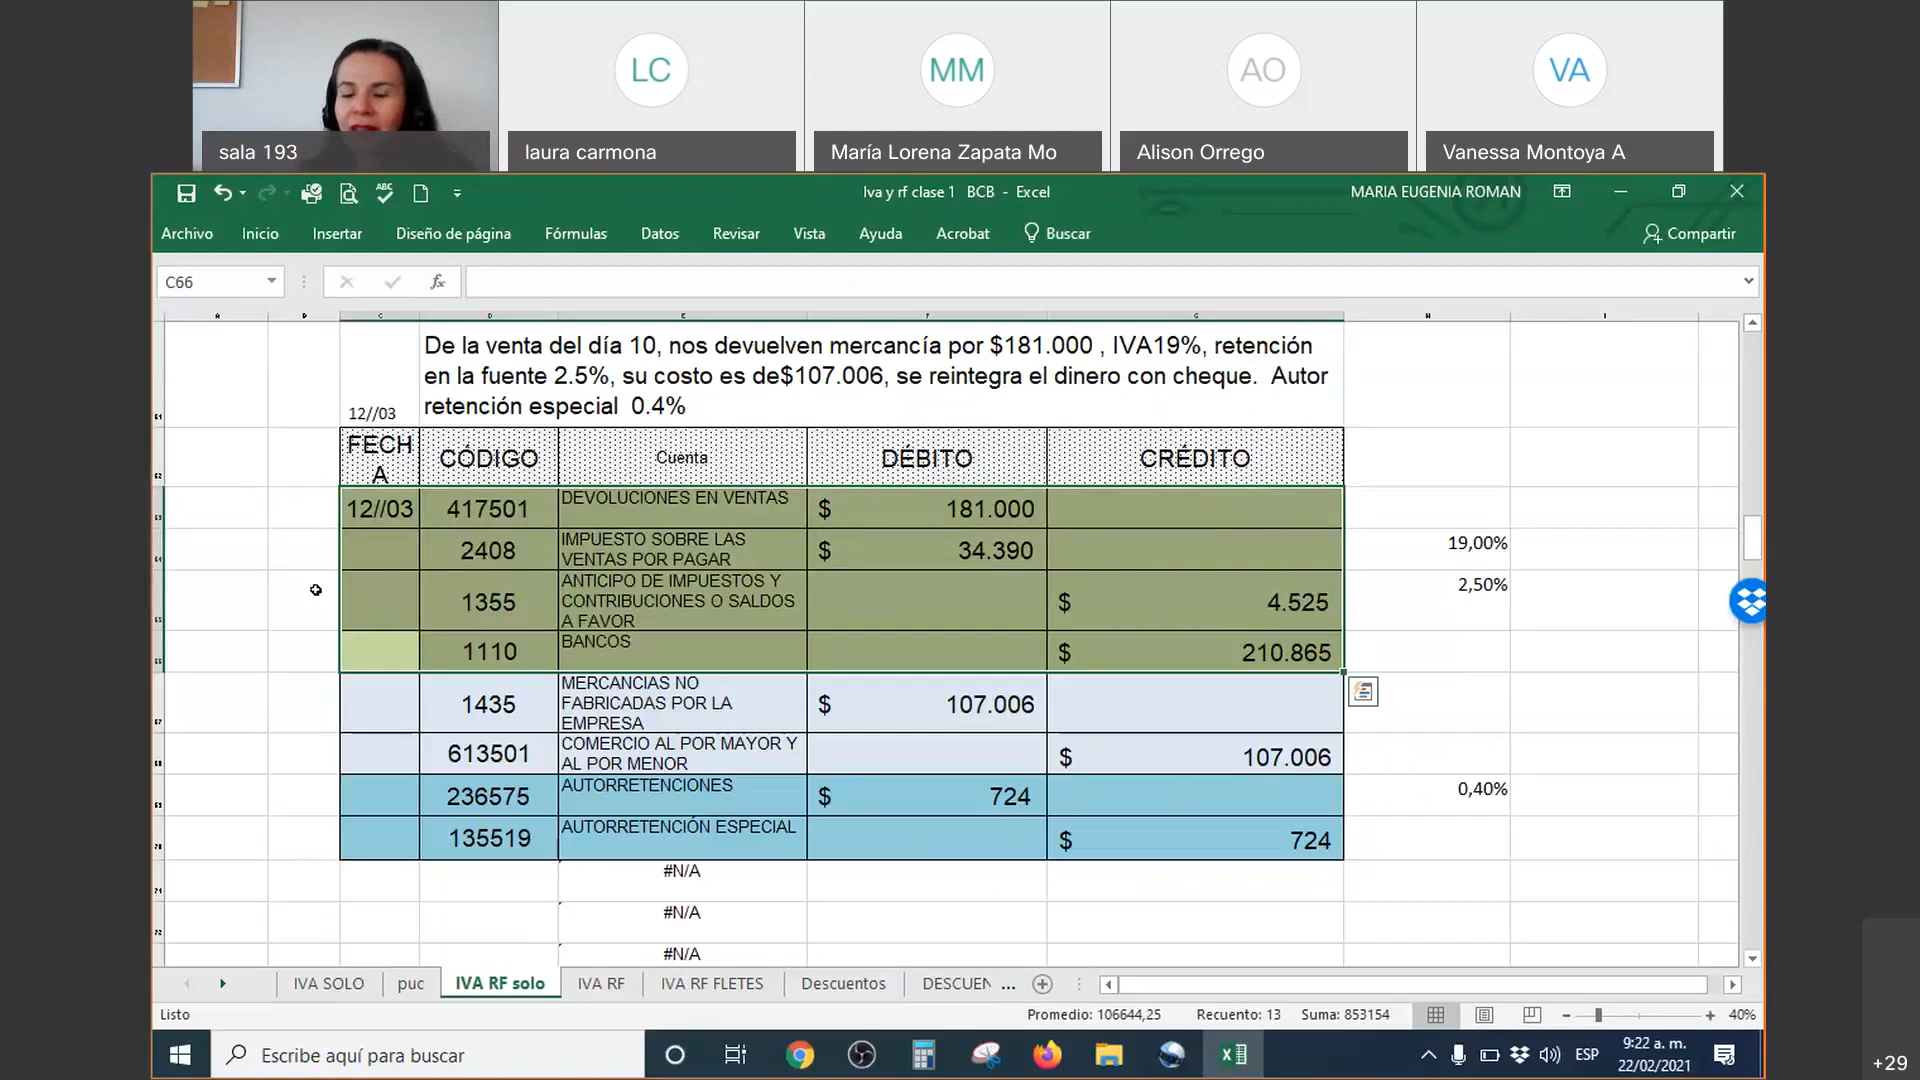 LC
MM
AO
VA
sala 193
laura carmona
María Lorena Zapata Mo
Alison Orrego
Vanessa Montoya A
ABC
Iva y rf clase 1 BCB - Excel
MARIA EUGENIA ROMAN
Archivo
Inicio
Insertar
Diseño de página
Fórmulas
Datos
Revisar
Vista
Ayuda
Acrobat
Buscar
Compartir
C66
fx
De la venta del día 10, nos devuelven mercancía por $181.000 , IVA19%, retención
en la fuente 2.5%, su costo es de$107.006, se reintegra el dinero con cheque. Autor
retención especial 0.4%
12//03
FECH
A
CÓDIGO
Cuenta
DÉBITO
CRÉDITO
12//03
417501
DEVOLUCIONES EN VENTAS
$ 181.000
2408
IMPUESTO SOBRE LAS
VENTAS POR PAGAR
$ 34.390
19,00%
1355
ANTICIPO DE IMPUESTOS Y
CONTRIBUCIONES O SALDOS
A FAVOR
$ 4.525
2,50%
1110
BANCOS
$ 210.865
1435
MERCANCIAS NO
FABRICADAS POR LA
EMPRESA
$ 107.006
613501
COMERCIO AL POR MAYOR Y
AL POR MENOR
$ 107.006
236575
AUTORRETENCIONES
$ 724
0,40%
135519
AUTORRETENCIÓN ESPECIAL
$ 724
#N/A
#N/A
#N/A
IVA SOLO
puc
IVA RF solo
IVA RF
IVA RF FLETES
Descuentos
DESCUEN ...
Listo
Promedio: 106644,25
Recuento: 13
Suma: 853154
40%
Escribe aquí para buscar
ESP
9:22 a. m.
22/02/2021
+29